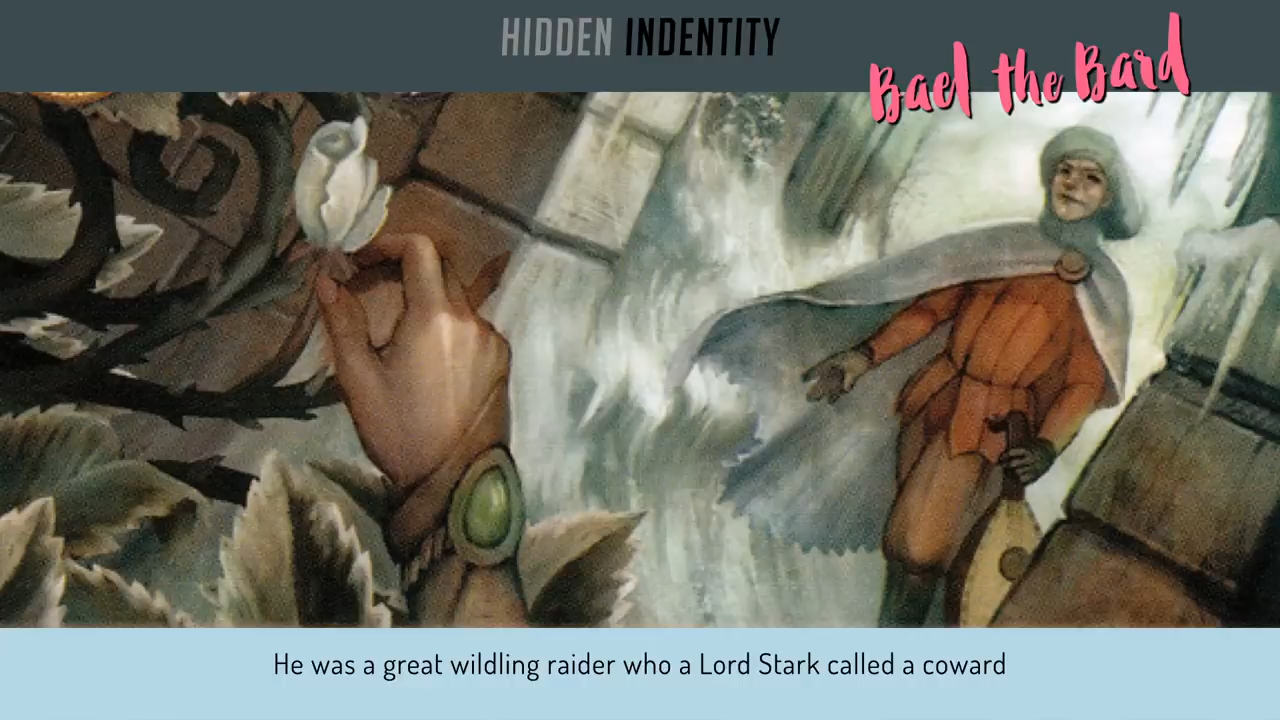 HIDDEN INDENTITY
Bael the Bard
He was a great wildling raider who a Lord Stark called a coward